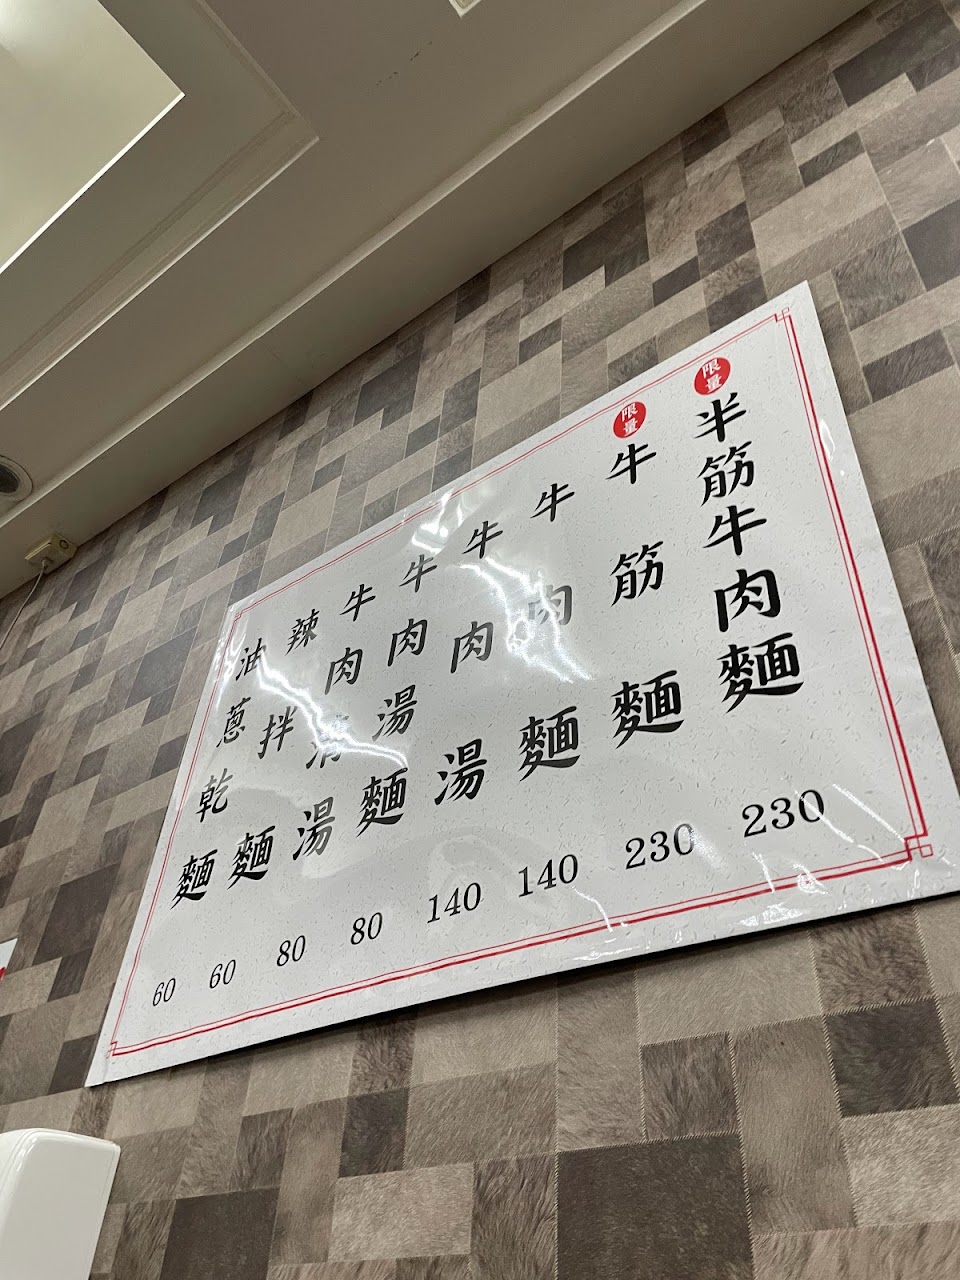 限量
半筋牛肉麵 230
限量
牛筋麵 230
牛肉麵 140
牛肉湯 140
牛肉湯麵 80
牛肉清湯 80
辣拌麵 60
油蔥乾麵 60